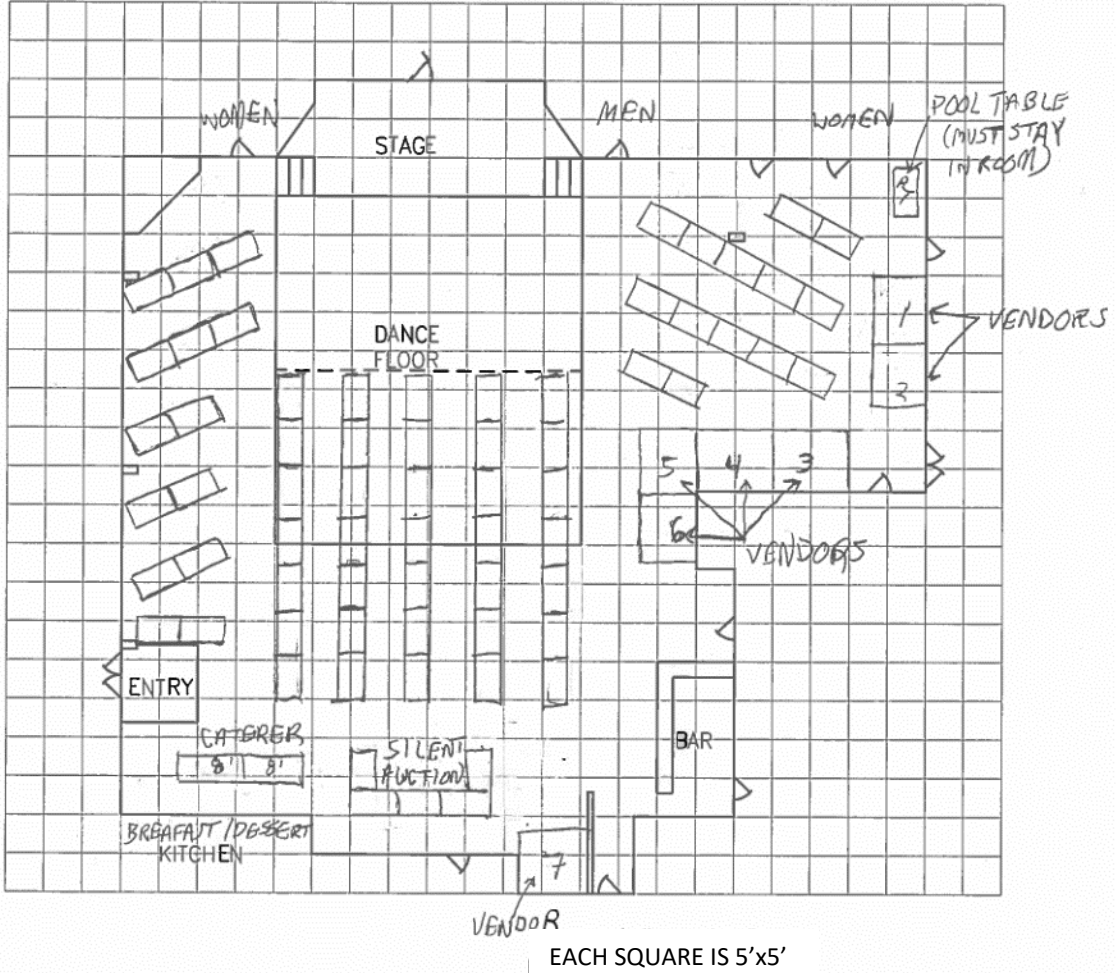 WOMEN
STAGE
MEN
WOMEN
POOL TABLE
(MUST STAY
IN ROOM)
DANCE
FLOOR
1
2
VENDORS
5
4
3
6
VENDORS
ENTRY
CATERER
8' 8'
SILENT
AUCTION
BAR
BREAFAST/DESSERT
KITCHEN
7
VENDOR
EACH SQUARE IS 5'x5'